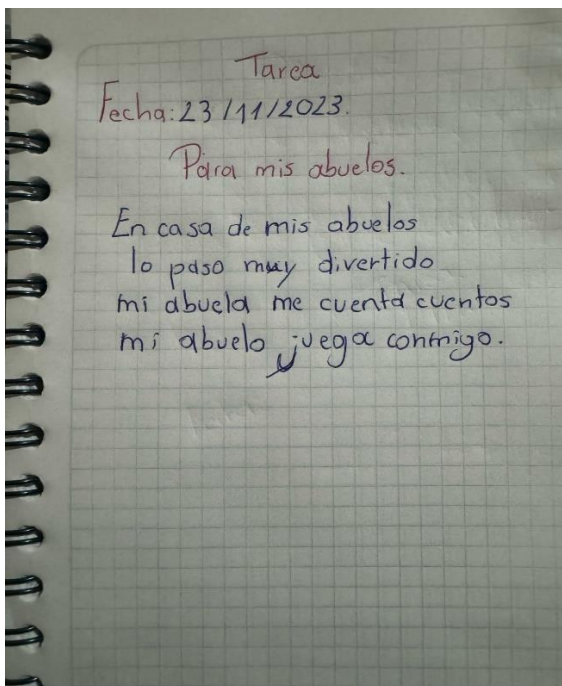 Tarea
Fecha: 23/11/2023.
Para mis abuelos.
En casa de mis abuelos
lo paso muy divertido
mi abuela me cuenta cuentos
mi abuelo juega conmigo.